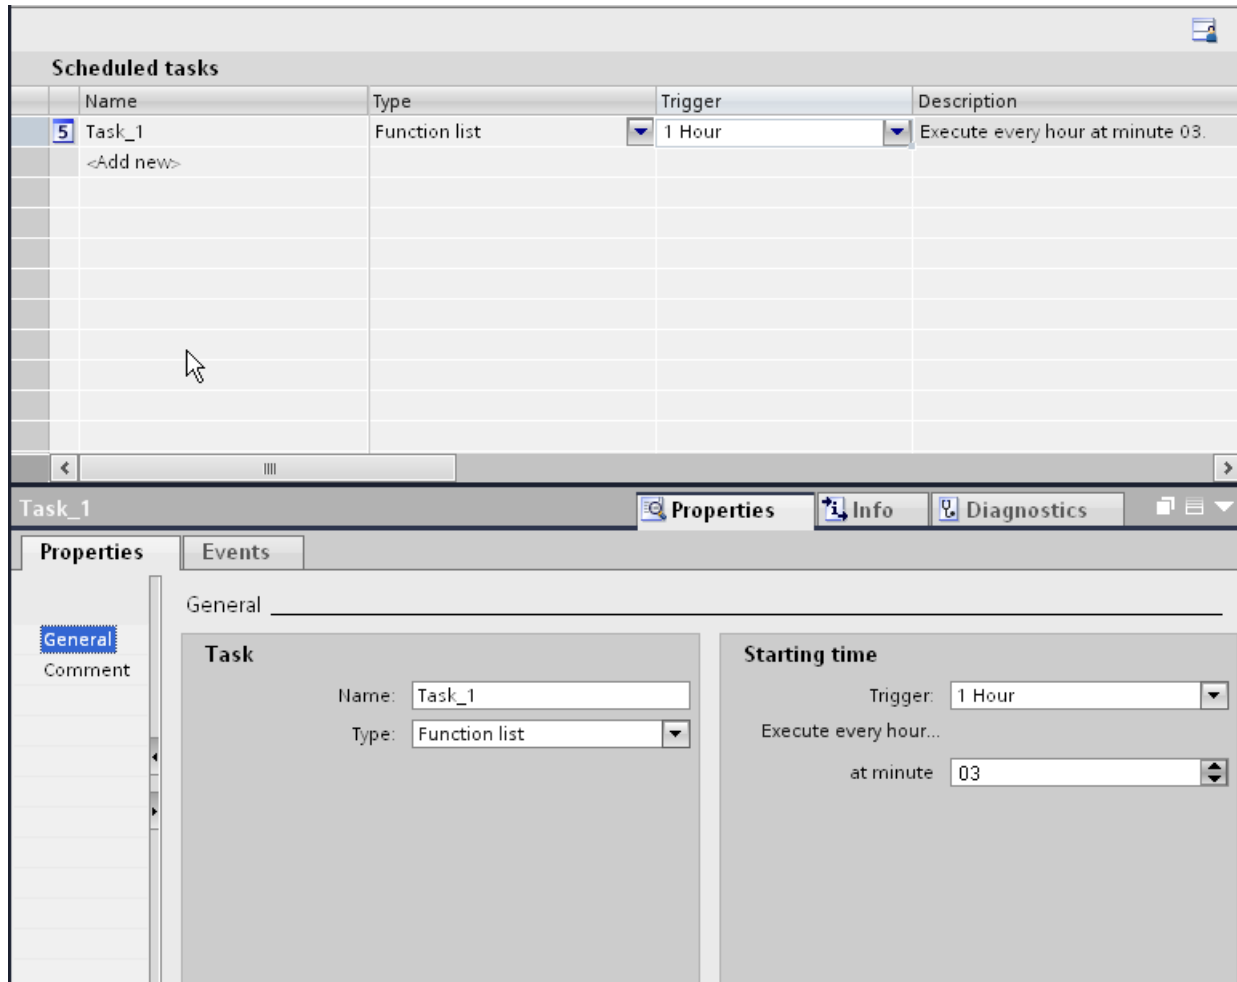 Scheduled tasks
Name Type Trigger Description
5 Task_1 Function list 1 Hour Execute every hour at minute 03.
<Add new>
Task_1 Properties Info Diagnostics
Properties Events
General
General
Comment
Task
Name: Task_1
Type: Function list
Starting time
Trigger: 1 Hour
Execute every hour...
at minute 03